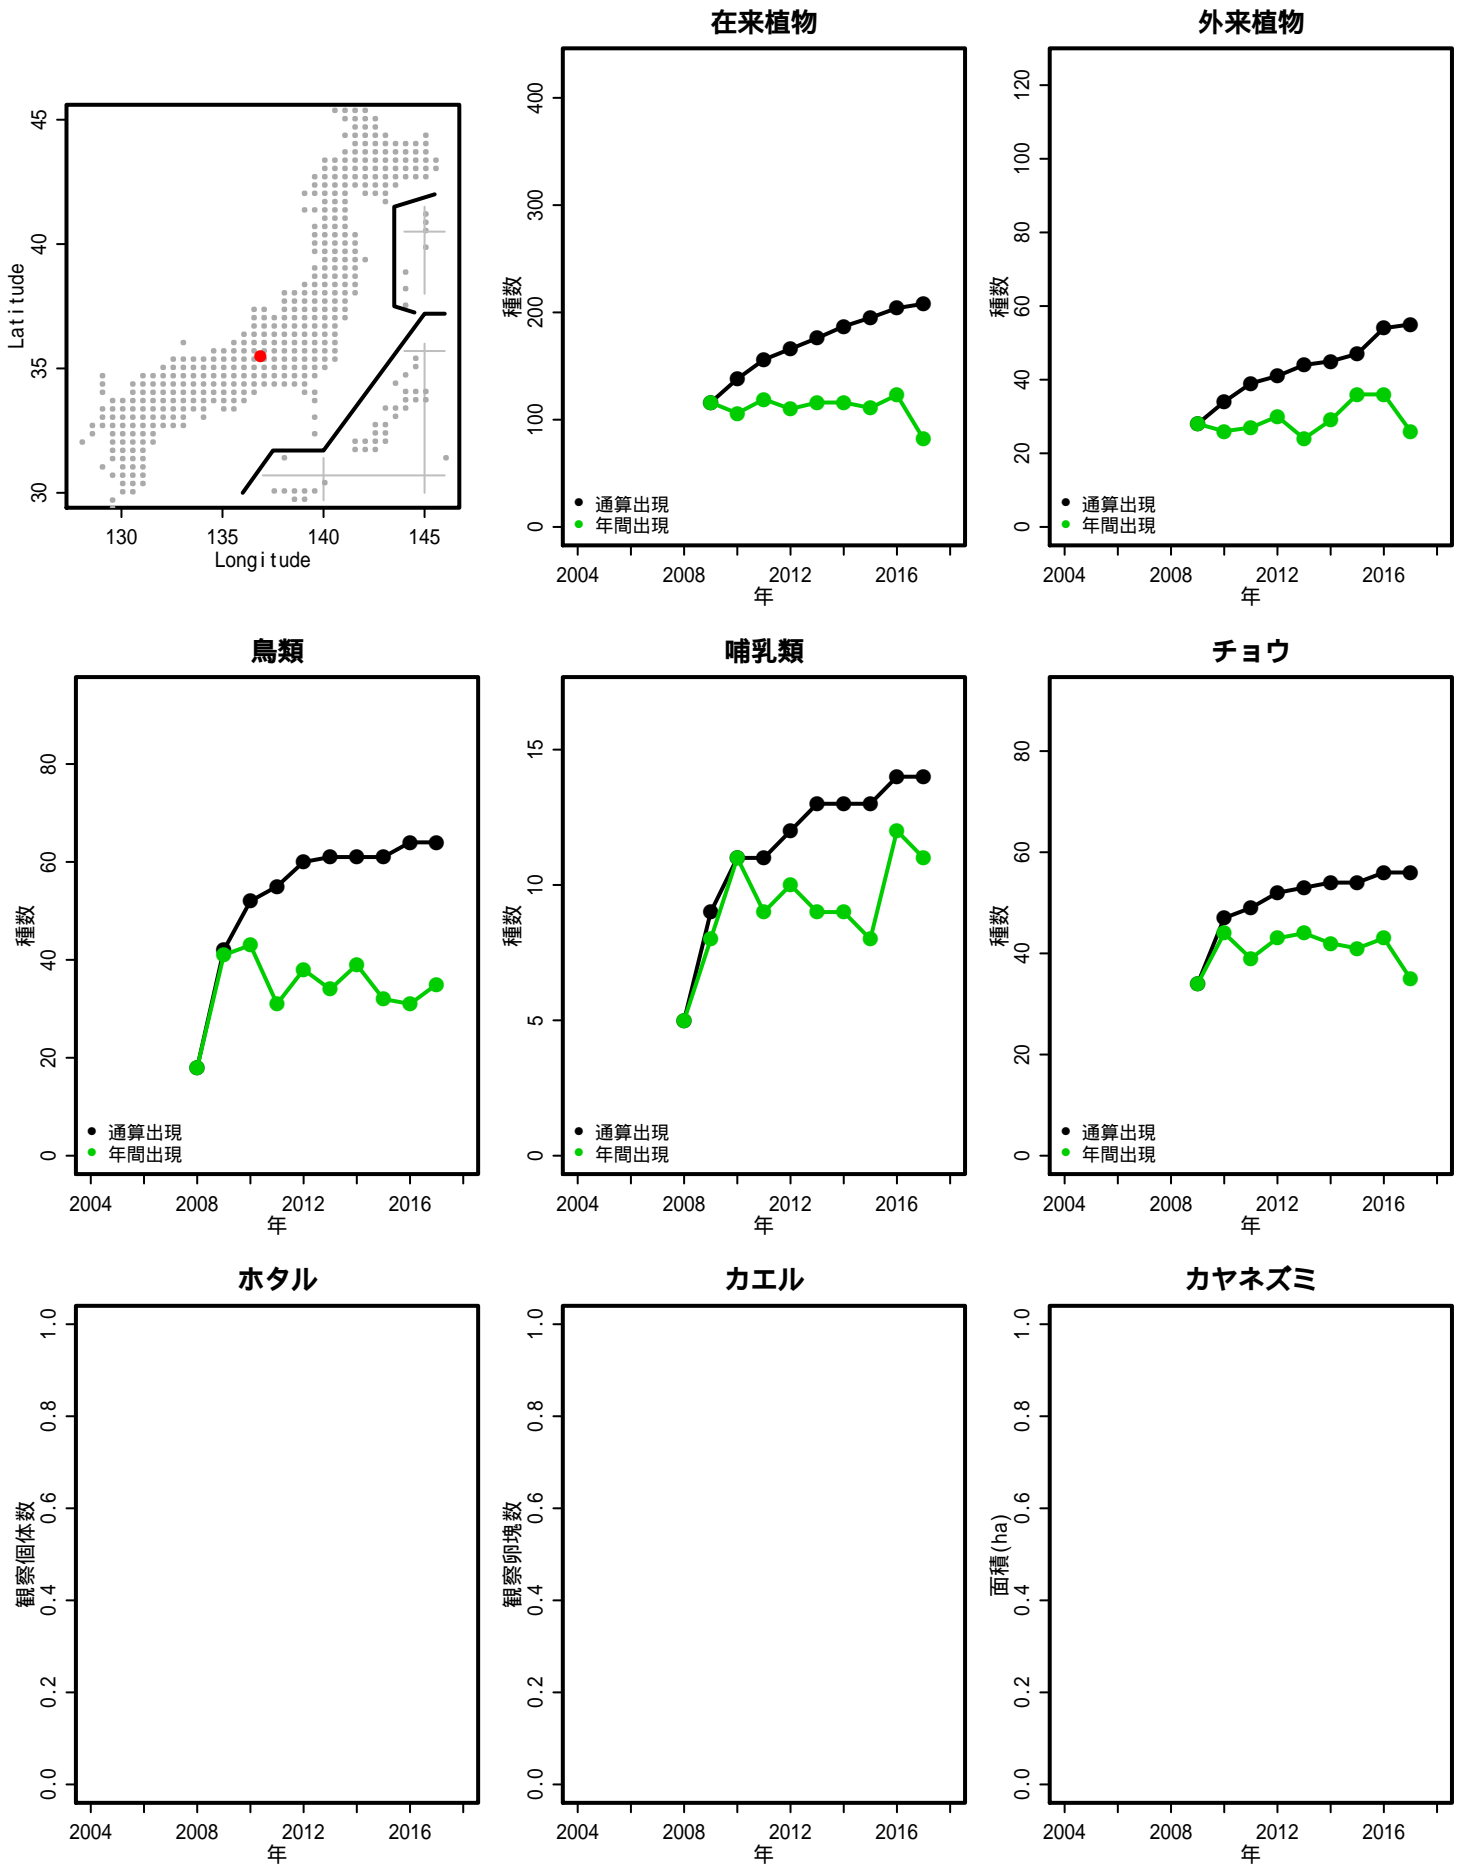 Latitude
45
40
35
30
130 135 140 145
Longitude
在来植物
種数
400
300
200
100
0
通算出現
年間出現
2004 2008 2012 2016
年
外来植物
種数
120
100
80
60
40
20
0
通算出現
年間出現
2004 2008 2012 2016
年
鳥類
種数
80
60
40
20
0
通算出現
年間出現
2004 2008 2012 2016
年
哺乳類
種数
15
10
5
0
通算出現
年間出現
2004 2008 2012 2016
年
チョウ
種数
80
60
40
20
0
通算出現
年間出現
2004 2008 2012 2016
年
ホタル
観察個体数
1.0
0.8
0.6
0.4
0.2
0.0
2004 2008 2012 2016
年
カエル
観察卵塊数
1.0
0.8
0.6
0.4
0.2
0.0
2004 2008 2012 2016
年
カヤネズミ
面積(ha)
1.0
0.8
0.6
0.4
0.2
0.0
2004 2008 2012 2016
年